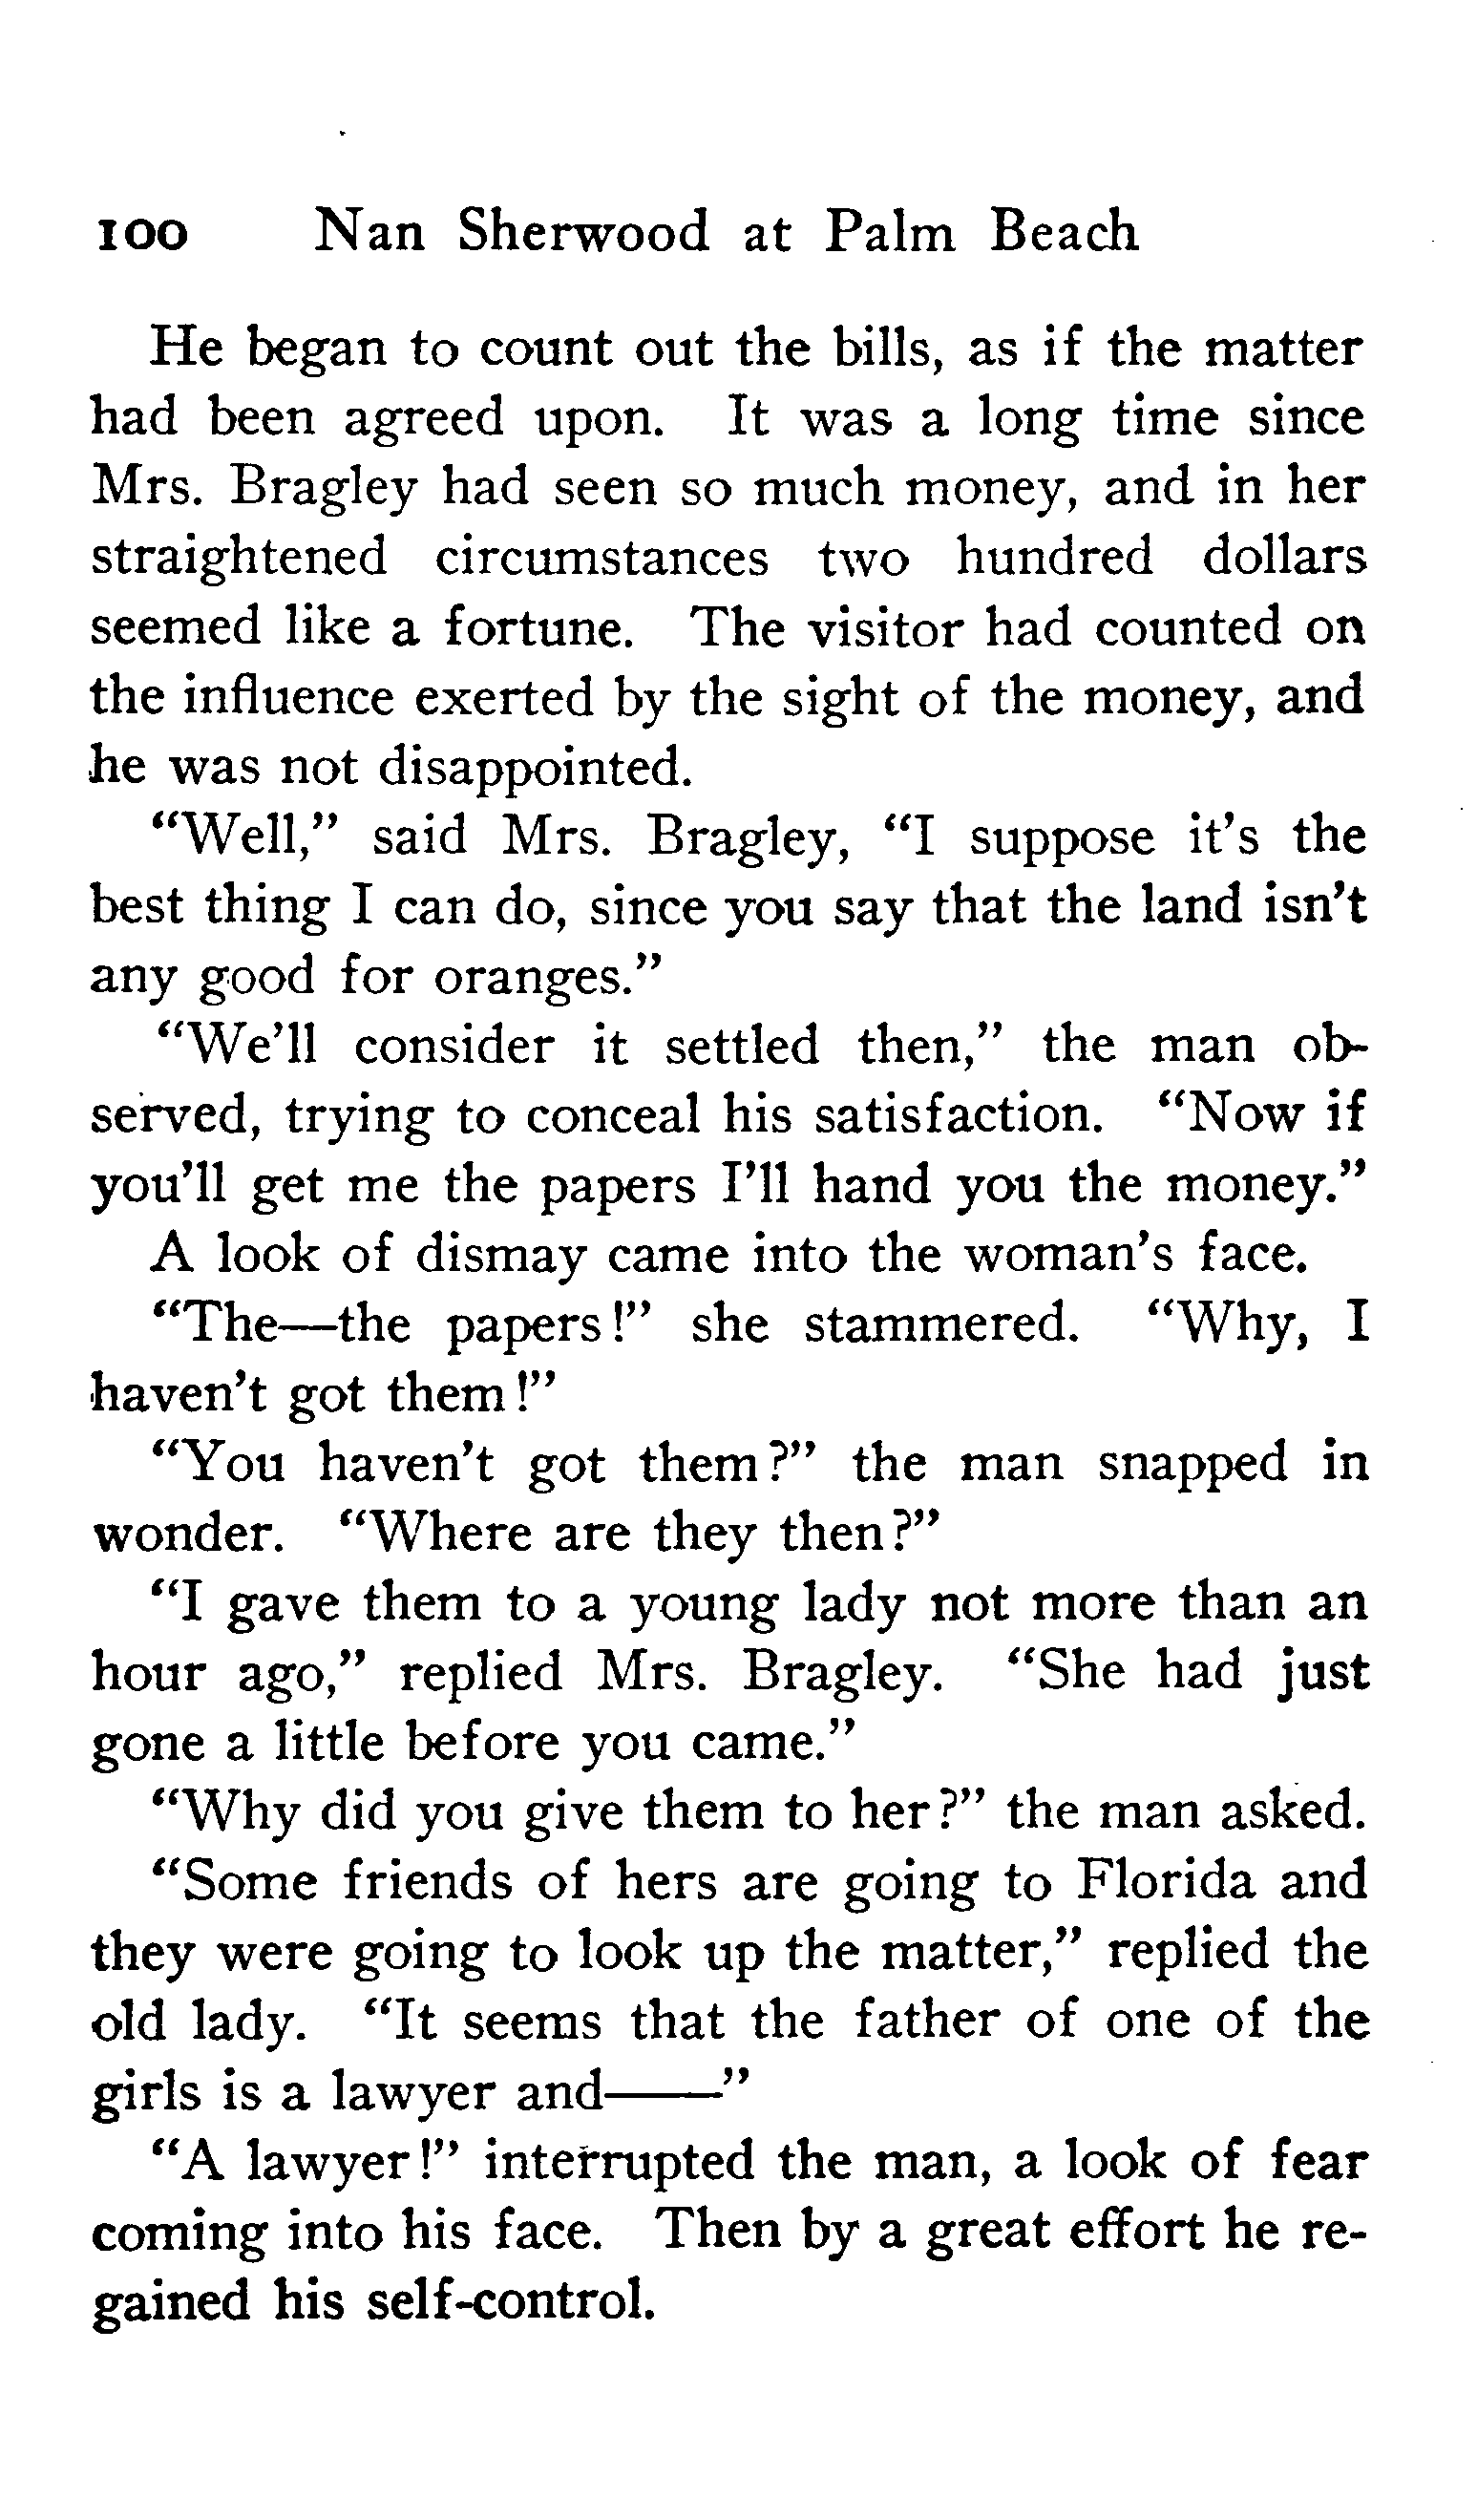 100 Nan Sherwood at Palm Beach
He began to count out the bills, as if the matter
had been agreed upon. It was a long time since
Mrs. Bragley had seen so much money, and in her
straightened circumstances two hundred dollars
seemed like a fortune. The visitor had counted on
the influence exerted by the sight of the money, and
he was not disappointed.
"Well," said Mrs. Bragley, "I suppose it's the
best thing I can do, since you say that the land isn't
any good for oranges."
"We'll consider it settled then," the man ob-
served, trying to conceal his satisfaction. "Now if
you'll get me the papers I'll hand you the money."
A look of dismay came into the woman's face.
"The—the papers!" she stammered. "Why, I
haven't got them!"
"You haven't got them?" the man snapped in
wonder. "Where are they then?"
"I gave them to a young lady not more than an
hour ago," replied Mrs. Bragley. "She had just
gone a little before you came."
"Why did you give them to her?" the man asked.
"Some friends of hers are going to Florida and
they were going to look up the matter," replied the
old lady. "It seems that the father of one of the
girls is a lawyer and——"
"A lawyer!" interrupted the man, a look of fear
coming into his face. Then by a great effort he re-
gained his self-control.